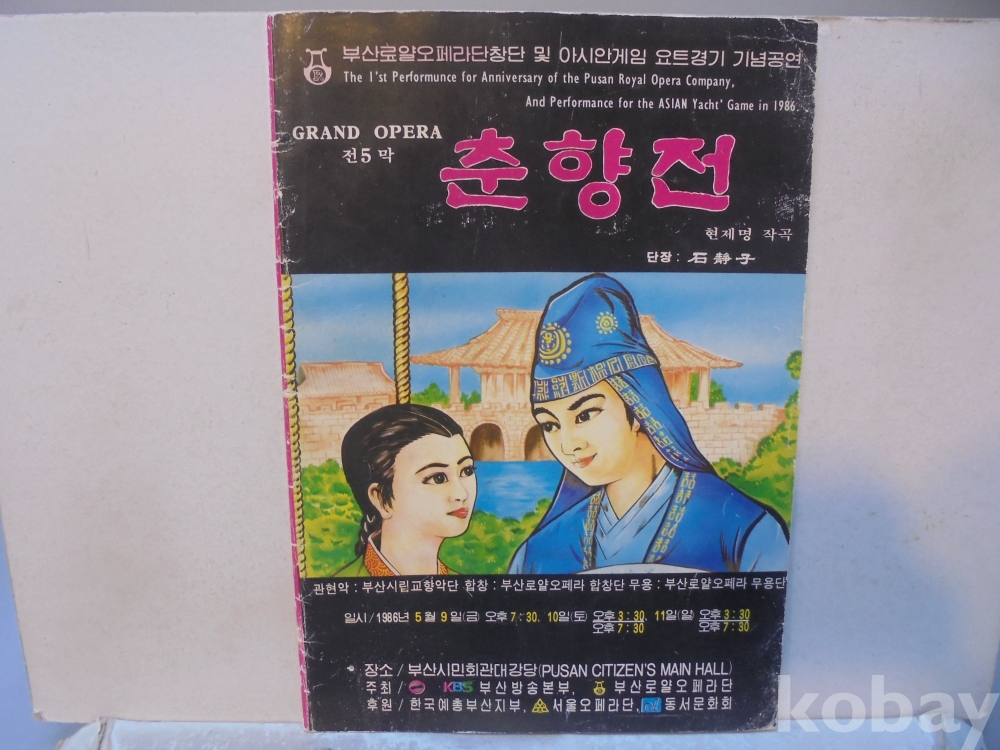 부산로얄오페라단창단 및 아시안게임 요트경기 기념공연
The 1'st Performunce for Anniversary of the Pusan Royal Opera Company,
And Performance for the ASIAN Yacht' Game in 1986.
GRAND OPERA
전5막
춘향전
현제명 작곡
단장 : 石靜子
관현악 : 부산시립교향악단 합창 : 부산로얄오페라 합창단 무용 : 부산로얄오페라 무용단
일시 / 1986년 5월 9일(금) 오후 7 : 30, 10일(토) 오후 3 : 30, 11일(일) 오후 3 : 30
오후 7 : 30 오후 7 : 30
장소 / 부산시민회관대강당(PUSAN CITIZEN'S MAIN HALL)
주최 / KBS 부산방송본부, 부산로얄오페라단
후원 / 한국예총부산지부, 서울오페라단, 동서문화회
kobay